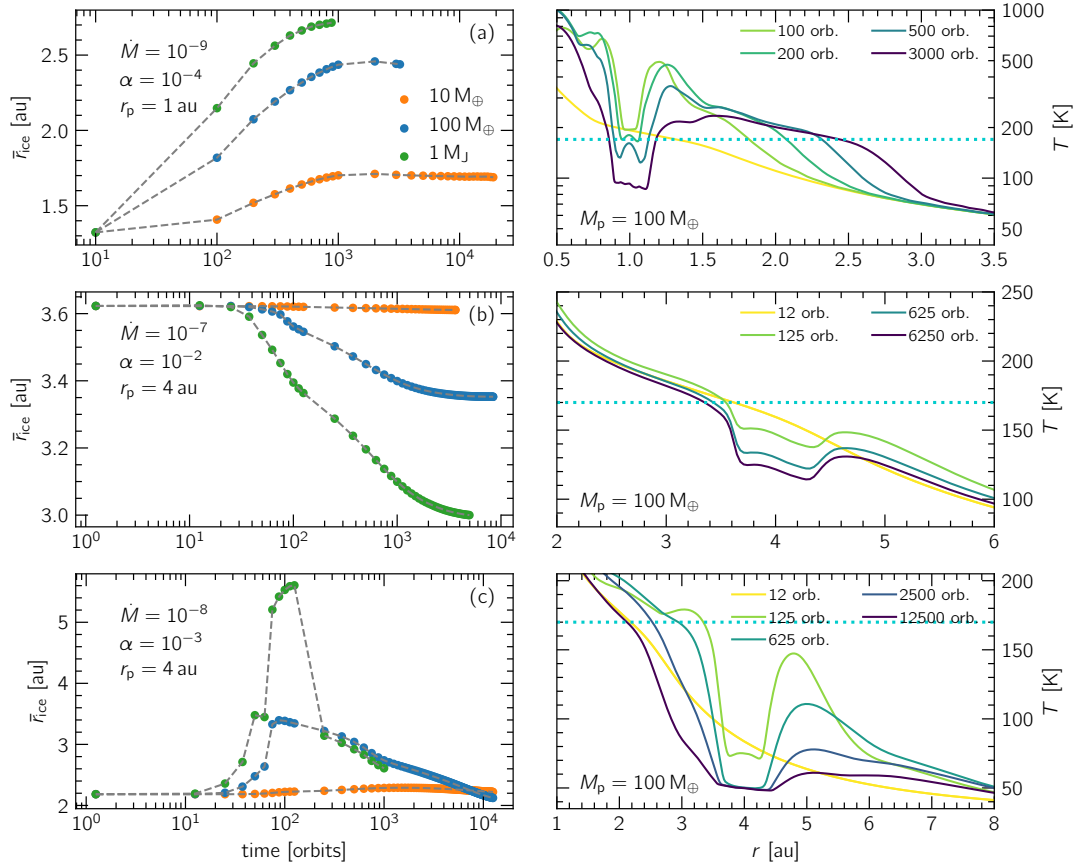 (a)
Ṁ = 10⁻⁹
α = 10⁻⁴
r_p = 1 au
10 M⊕
100 M⊕
1 M_J
r̄_ice [au]
2.5
2.0
1.5
10¹ 10² 10³ 10⁴
100 orb.
200 orb.
500 orb.
3000 orb.
M_p = 100 M⊕
T [K]
1000
500
200
100
50
0.5 1.0 1.5 2.0 2.5 3.0 3.5
(b)
Ṁ = 10⁻⁷
α = 10⁻²
r_p = 4 au
r̄_ice [au]
3.6
3.4
3.2
3.0
10⁰ 10¹ 10² 10³ 10⁴
12 orb.
125 orb.
625 orb.
6250 orb.
M_p = 100 M⊕
T [K]
250
200
150
100
2 3 4 5 6
(c)
Ṁ = 10⁻⁸
α = 10⁻³
r_p = 4 au
r̄_ice [au]
5
4
3
2
10⁰ 10¹ 10² 10³ 10⁴
time [orbits]
12 orb.
125 orb.
625 orb.
2500 orb.
12500 orb.
M_p = 100 M⊕
T [K]
200
150
100
50
1 2 3 4 5 6 7 8
r [au]